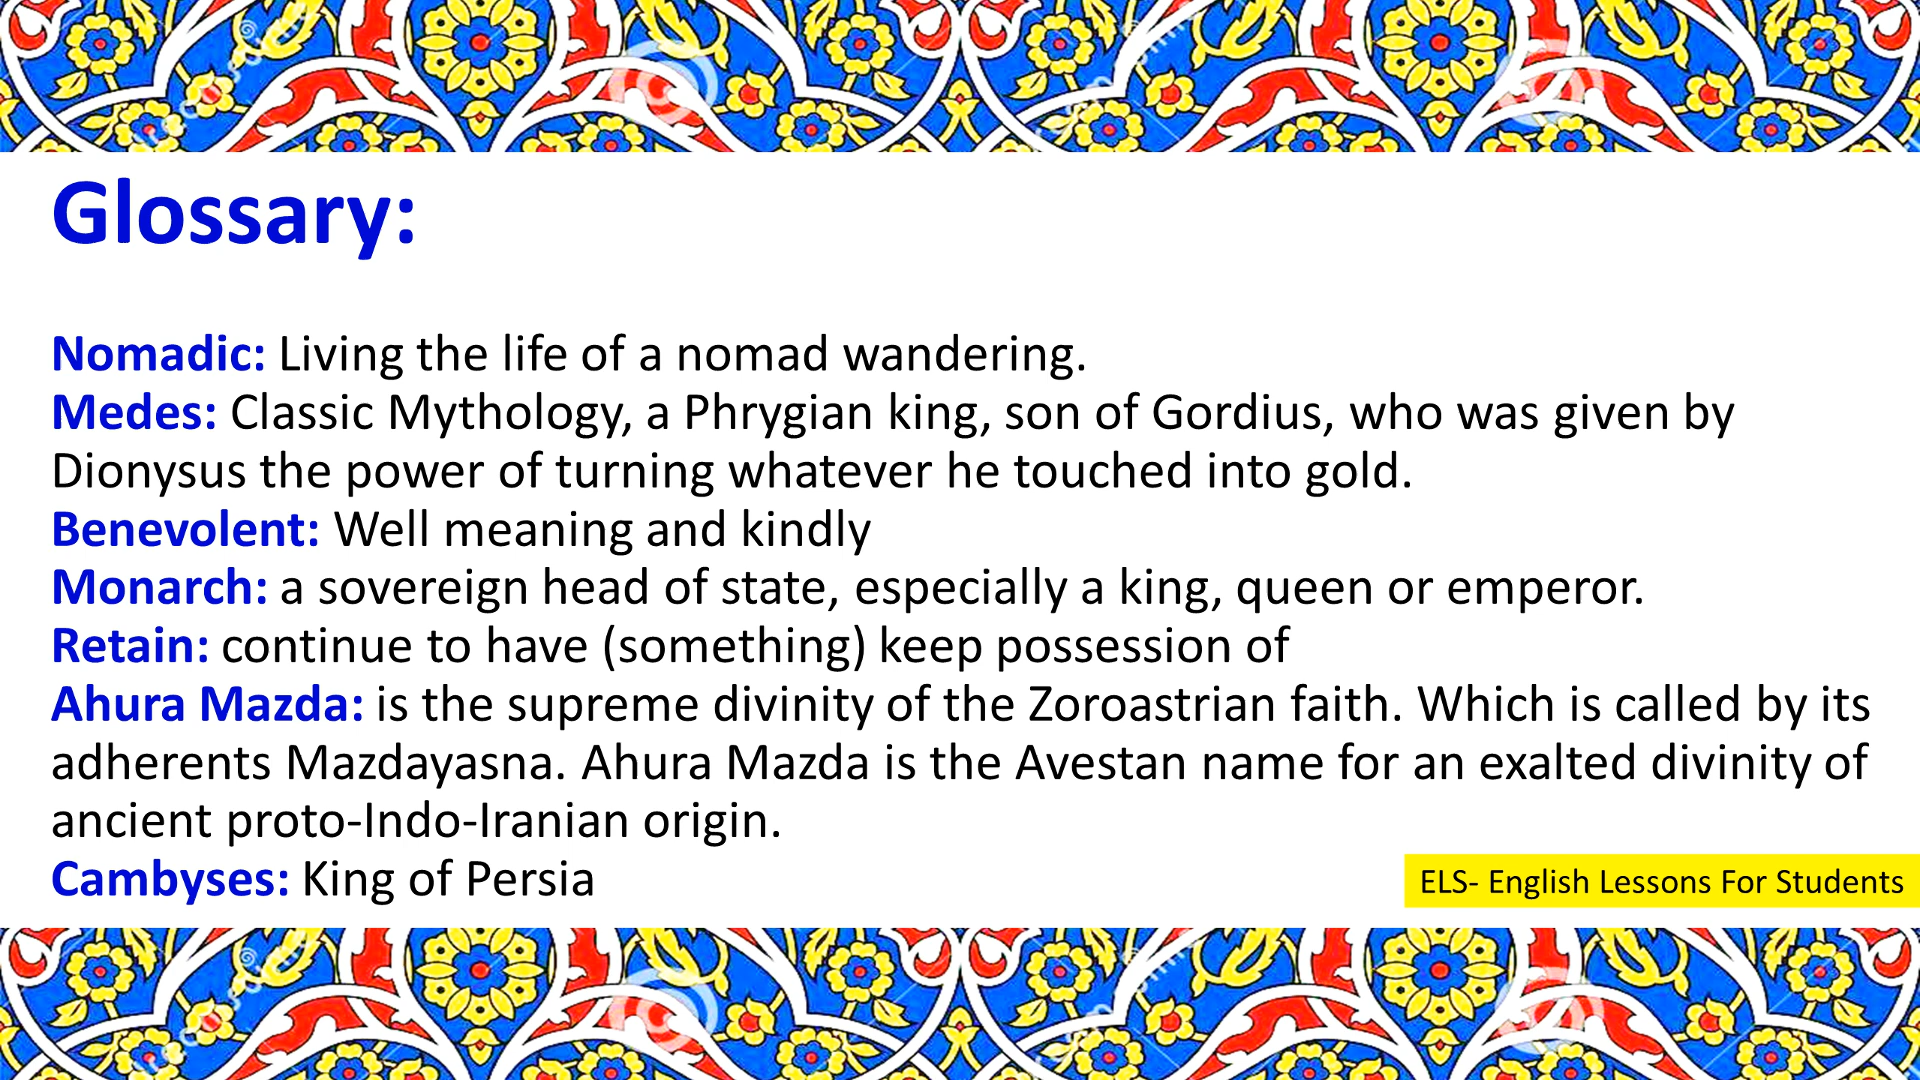 Glossary:
Nomadic: Living the life of a nomad wandering.
Medes: Classic Mythology, a Phrygian king, son of Gordius, who was given by
Dionysus the power of turning whatever he touched into gold.
Benevolent: Well meaning and kindly
Monarch: a sovereign head of state, especially a king, queen or emperor.
Retain: continue to have (something) keep possession of
Ahura Mazda: is the supreme divinity of the Zoroastrian faith. Which is called by its
adherents Mazdayasna. Ahura Mazda is the Avestan name for an exalted divinity of
ancient proto-Indo-Iranian origin.
Cambyses: King of Persia
ELS- English Lessons For Students